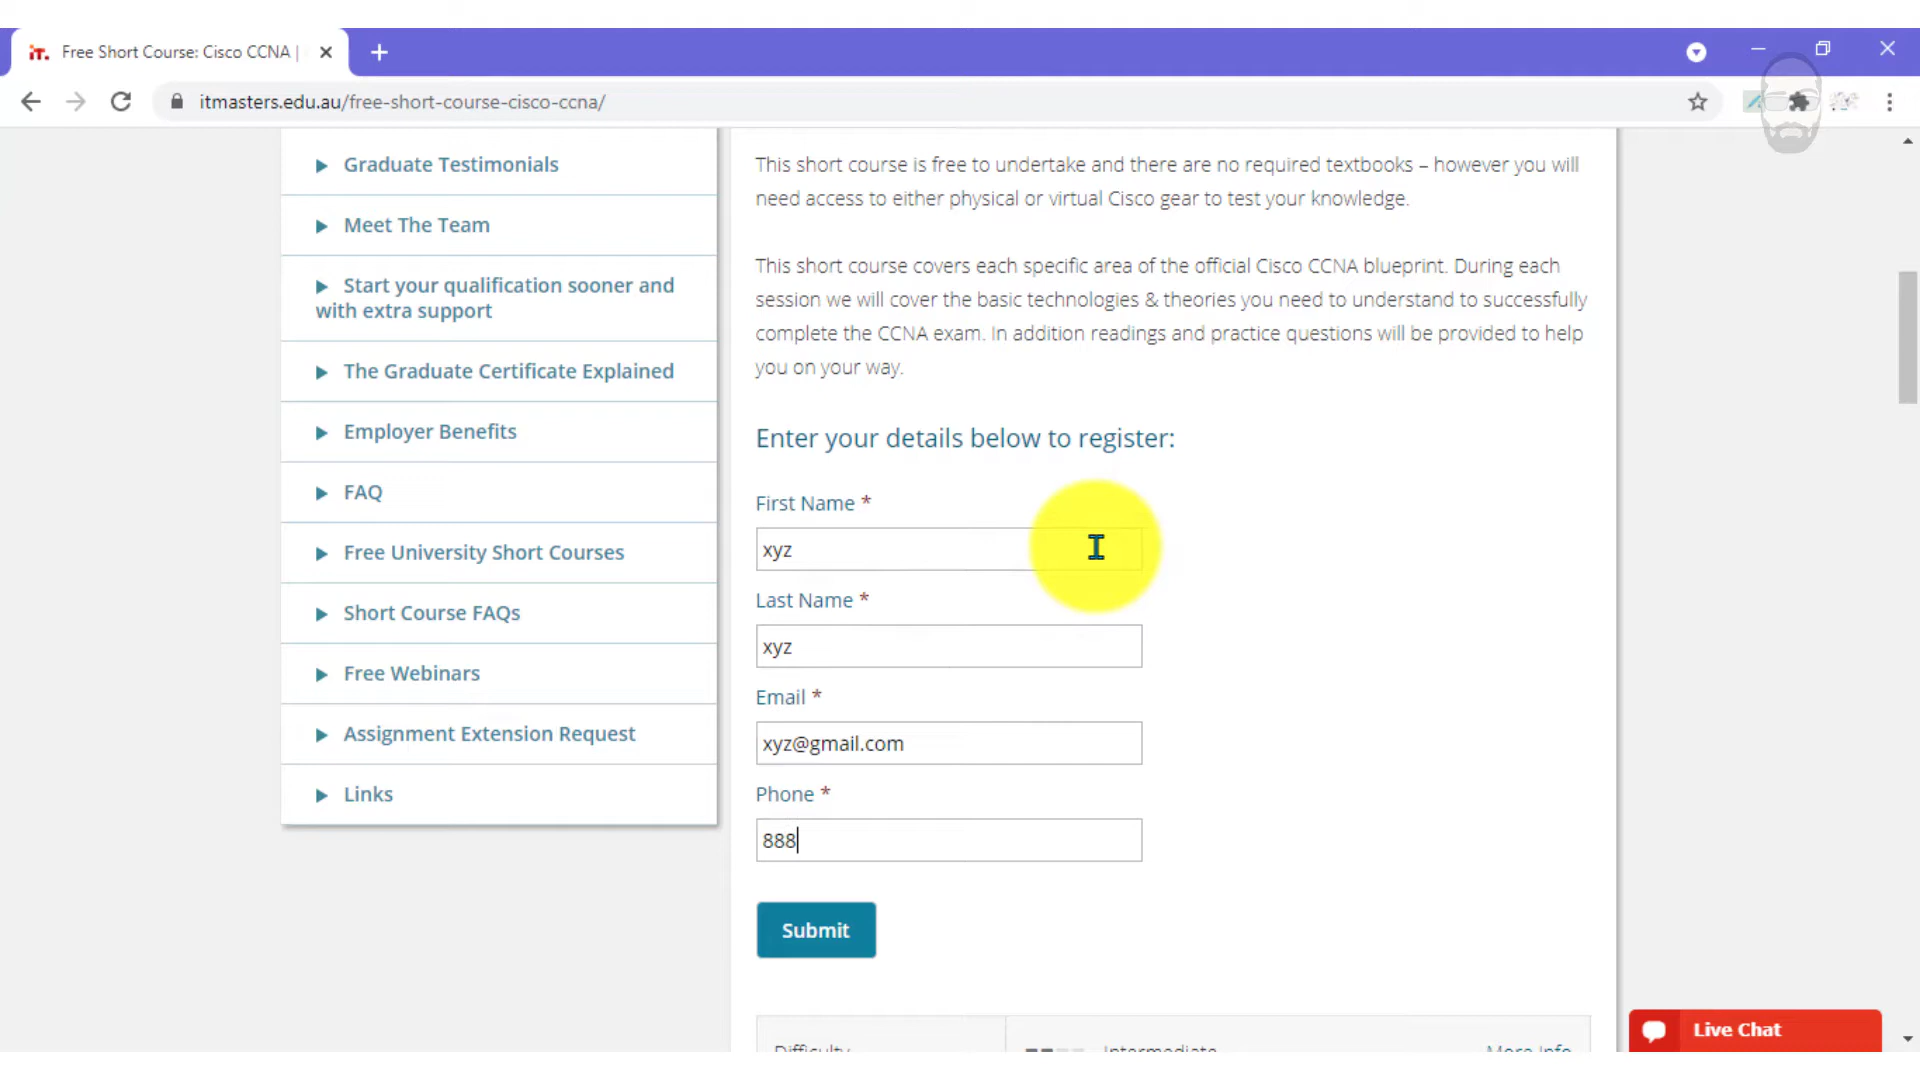 iT. Free Short Course: Cisco CCNA |
itmasters.edu.au/free-short-course-cisco-ccna/
Graduate Testimonials
Meet The Team
Start your qualification sooner and
with extra support
The Graduate Certificate Explained
Employer Benefits
FAQ
Free University Short Courses
Short Course FAQs
Free Webinars
Assignment Extension Request
Links
This short course is free to undertake and there are no required textbooks – however you will
need access to either physical or virtual Cisco gear to test your knowledge.
This short course covers each specific area of the official Cisco CCNA blueprint. During each
session we will cover the basic technologies & theories you need to understand to successfully
complete the CCNA exam. In addition readings and practice questions will be provided to help
you on your way.
Enter your details below to register:
First Name *
xyz
Last Name *
xyz
Email *
xyz@gmail.com
Phone *
888
Submit
Difficulty Intermediate More Info
Live Chat